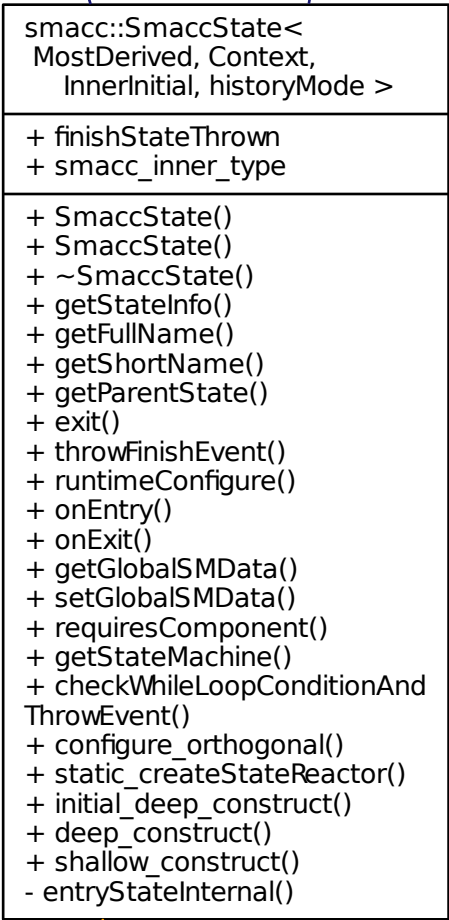 smacc::SmaccState<
MostDerived, Context,
InnerInitial, historyMode >
+ finishStateThrown
+ smacc_inner_type
+ SmaccState()
+ SmaccState()
+ ~SmaccState()
+ getStateInfo()
+ getFullName()
+ getShortName()
+ getParentState()
+ exit()
+ throwFinishEvent()
+ runtimeConfigure()
+ onEntry()
+ onExit()
+ getGlobalSMData()
+ setGlobalSMData()
+ requiresComponent()
+ getStateMachine()
+ checkWhileLoopConditionAnd
ThrowEvent()
+ configure_orthogonal()
+ static_createStateReactor()
+ initial_deep_construct()
+ deep_construct()
+ shallow_construct()
- entryStateInternal()